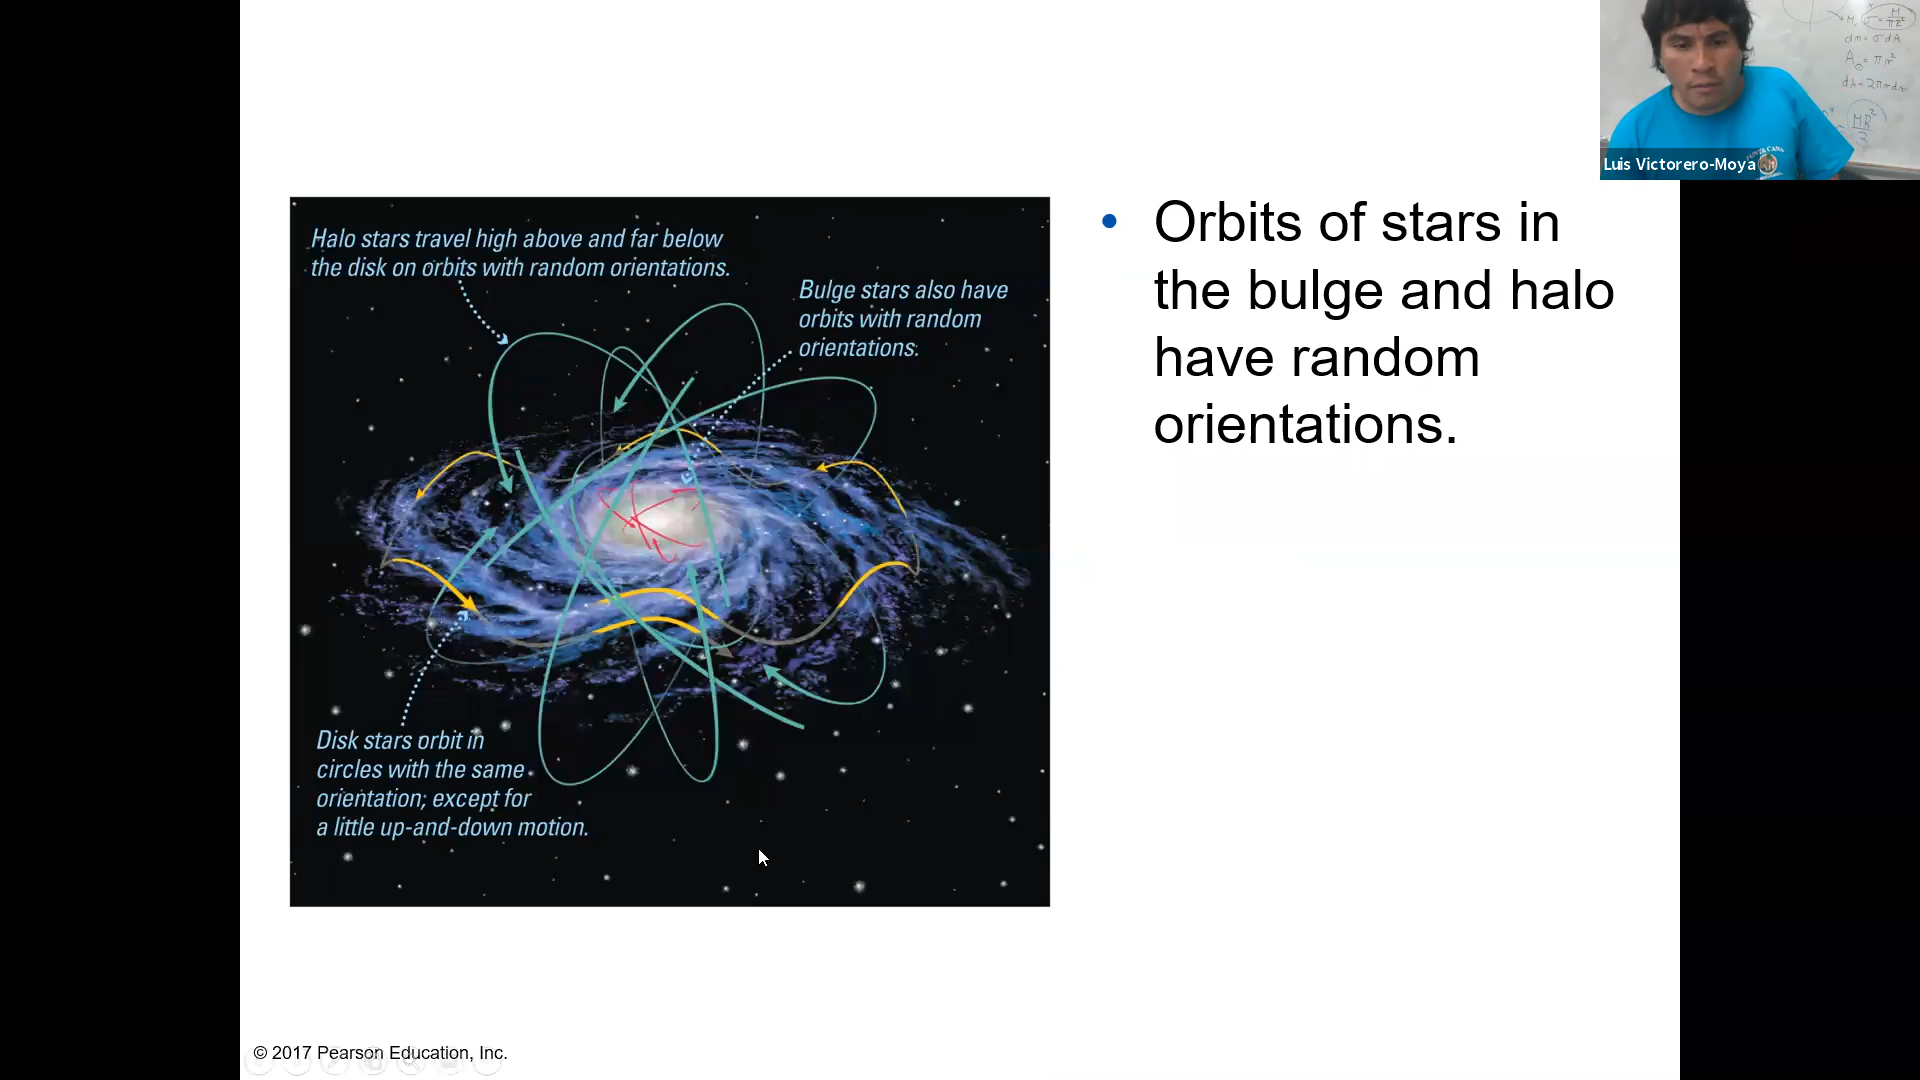 Halo stars travel high above and far below
the disk on orbits with random orientations.
Bulge stars also have
orbits with random
orientations.
Disk stars orbit in
circles with the same
orientation; except for
a little up-and-down motion.
• Orbits of stars in
the bulge and halo
have random
orientations.
© 2017 Pearson Education, Inc.
Luis Victorero-Moya
dm = σ dA